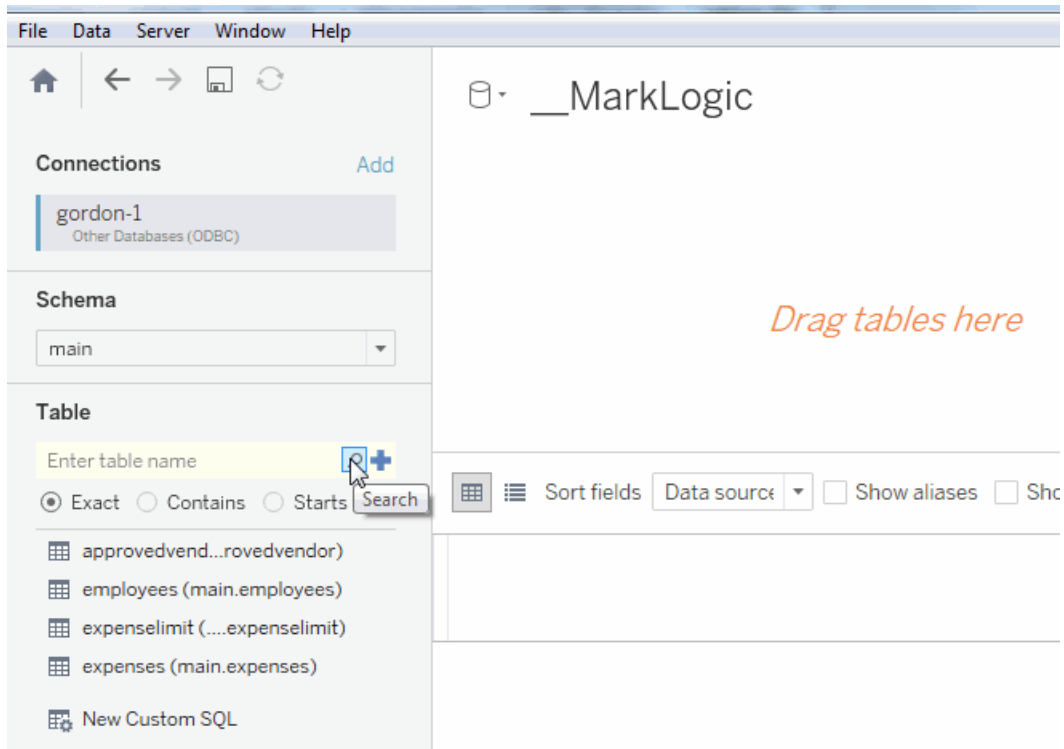 File Data Server Window Help
__MarkLogic
Connections Add
gordon-1
Other Databases (ODBC)
Schema
main
Drag tables here
Table
Enter table name
Exact Contains Starts Search
Sort fields Data source Show aliases Sho
approvedvend...rovedvendor)
employees (main.employees)
expenselimit (....expenselimit)
expenses (main.expenses)
New Custom SQL